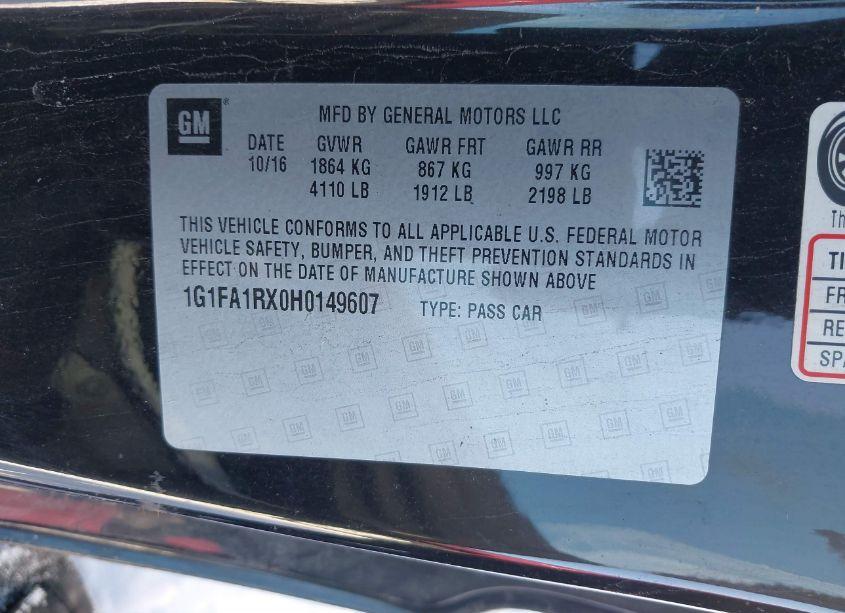 GM
MFD BY GENERAL MOTORS LLC
DATE GVWR GAWR FRT GAWR RR
10/16 1864 KG 867 KG 997 KG
4110 LB 1912 LB 2198 LB
THIS VEHICLE CONFORMS TO ALL APPLICABLE U.S. FEDERAL MOTOR
VEHICLE SAFETY, BUMPER, AND THEFT PREVENTION STANDARDS IN
EFFECT ON THE DATE OF MANUFACTURE SHOWN ABOVE
1G1FA1RX0H0149607 TYPE: PASS CAR